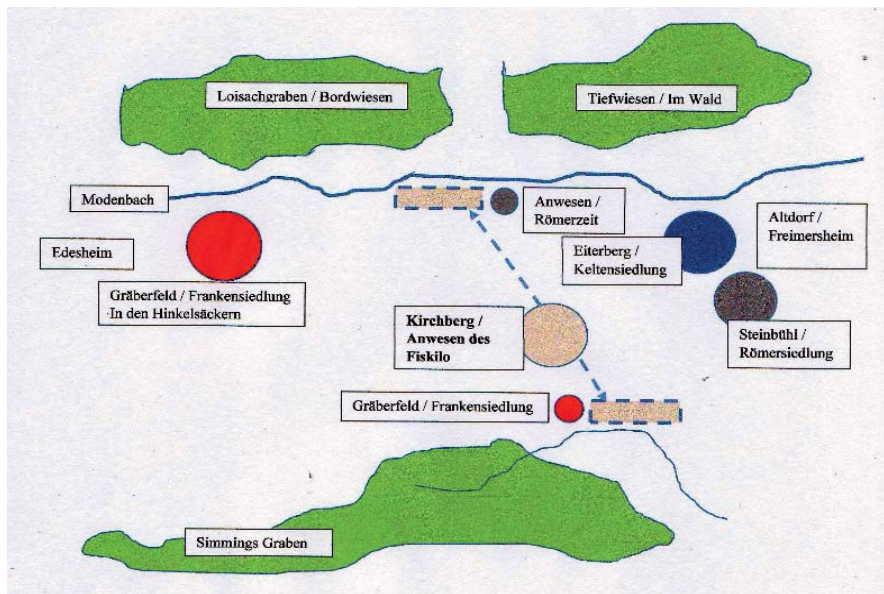 Loisachgraben / Bordwiesen
Tiefwiesen / Im Wald
Modenbach
Anwesen /
Römerzeit
Altdorf /
Freimersheim
Edesheim
Eiterberg /
Keltensiedlung
Gräberfeld / Frankensiedlung
In den Hinkelsäckern
Kirchberg /
Anwesen des
Fiskilo
Steinbühl /
Römersiedlung
Gräberfeld / Frankensiedlung
Simmings Graben